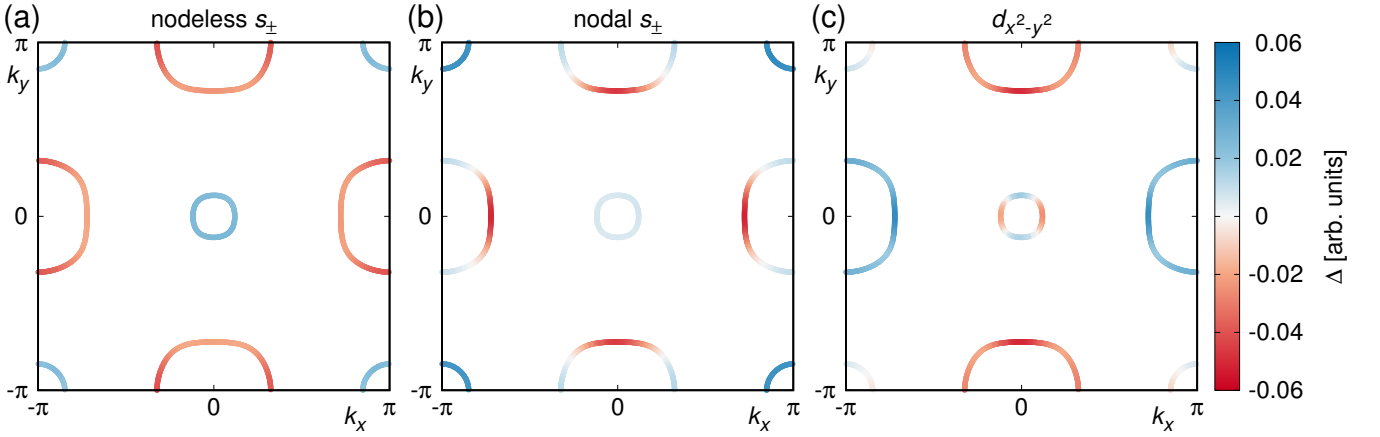 (a) nodeless s± (b) nodal s± (c) dx²-y²
π π π 0.06
ky ky ky
0.04
0.02
0 0 0 0 Δ [arb. units]
-0.02
-0.04
-π -π -π -0.06
-π 0 kx π -π 0 kx π -π 0 kx π